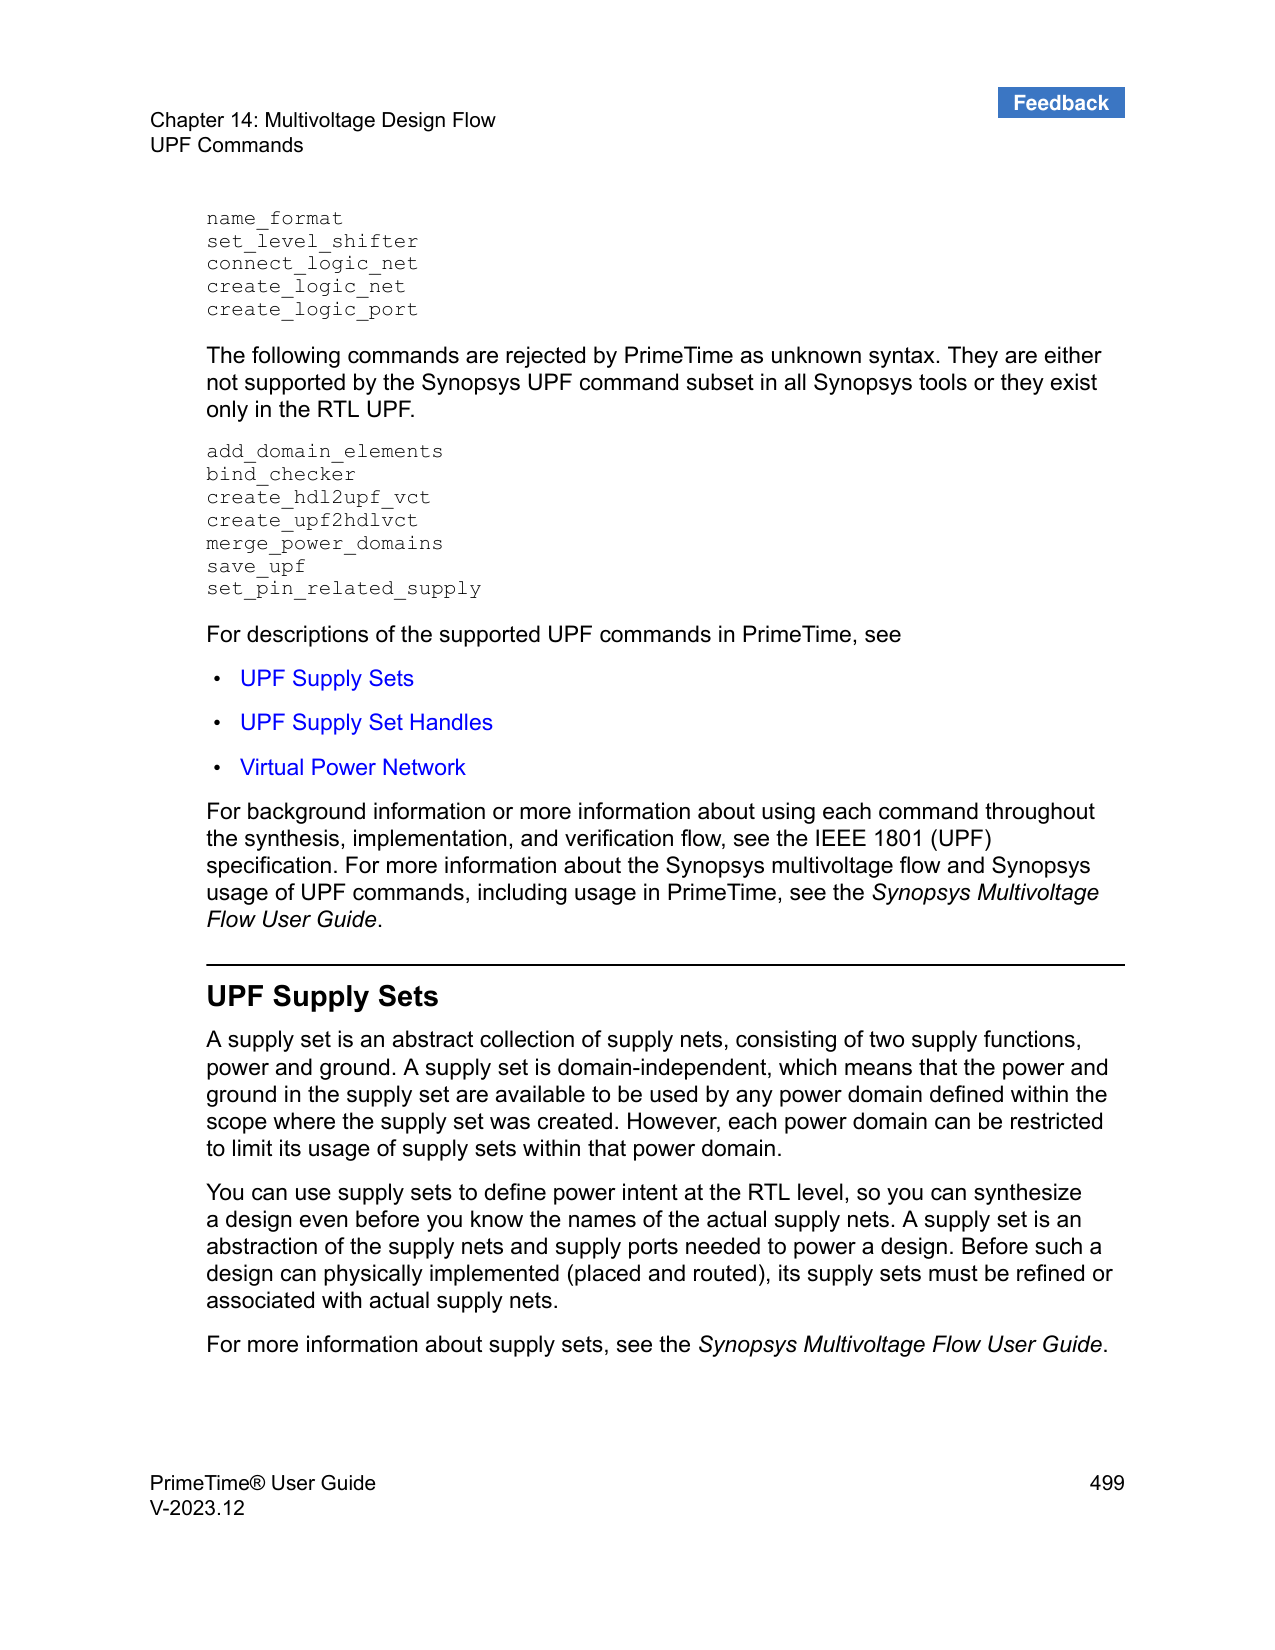 Feedback
Chapter 14: Multivoltage Design Flow
UPF Commands
name_format
set_level_shifter
connect_logic_net
create_logic_net
create_logic_port
The following commands are rejected by PrimeTime as unknown syntax. They are either
not supported by the Synopsys UPF command subset in all Synopsys tools or they exist
only in the RTL UPF.
add_domain_elements
bind_checker
create_hdl2upf_vct
create_upf2hdlvct
merge_power_domains
save_upf
set_pin_related_supply
For descriptions of the supported UPF commands in PrimeTime, see
• UPF Supply Sets
• UPF Supply Set Handles
• Virtual Power Network
For background information or more information about using each command throughout
the synthesis, implementation, and verification flow, see the IEEE 1801 (UPF)
specification. For more information about the Synopsys multivoltage flow and Synopsys
usage of UPF commands, including usage in PrimeTime, see the Synopsys Multivoltage
Flow User Guide.
UPF Supply Sets
A supply set is an abstract collection of supply nets, consisting of two supply functions,
power and ground. A supply set is domain-independent, which means that the power and
ground in the supply set are available to be used by any power domain defined within the
scope where the supply set was created. However, each power domain can be restricted
to limit its usage of supply sets within that power domain.
You can use supply sets to define power intent at the RTL level, so you can synthesize
a design even before you know the names of the actual supply nets. A supply set is an
abstraction of the supply nets and supply ports needed to power a design. Before such a
design can physically implemented (placed and routed), its supply sets must be refined or
associated with actual supply nets.
For more information about supply sets, see the Synopsys Multivoltage Flow User Guide.
PrimeTime® User Guide
V-2023.12
499